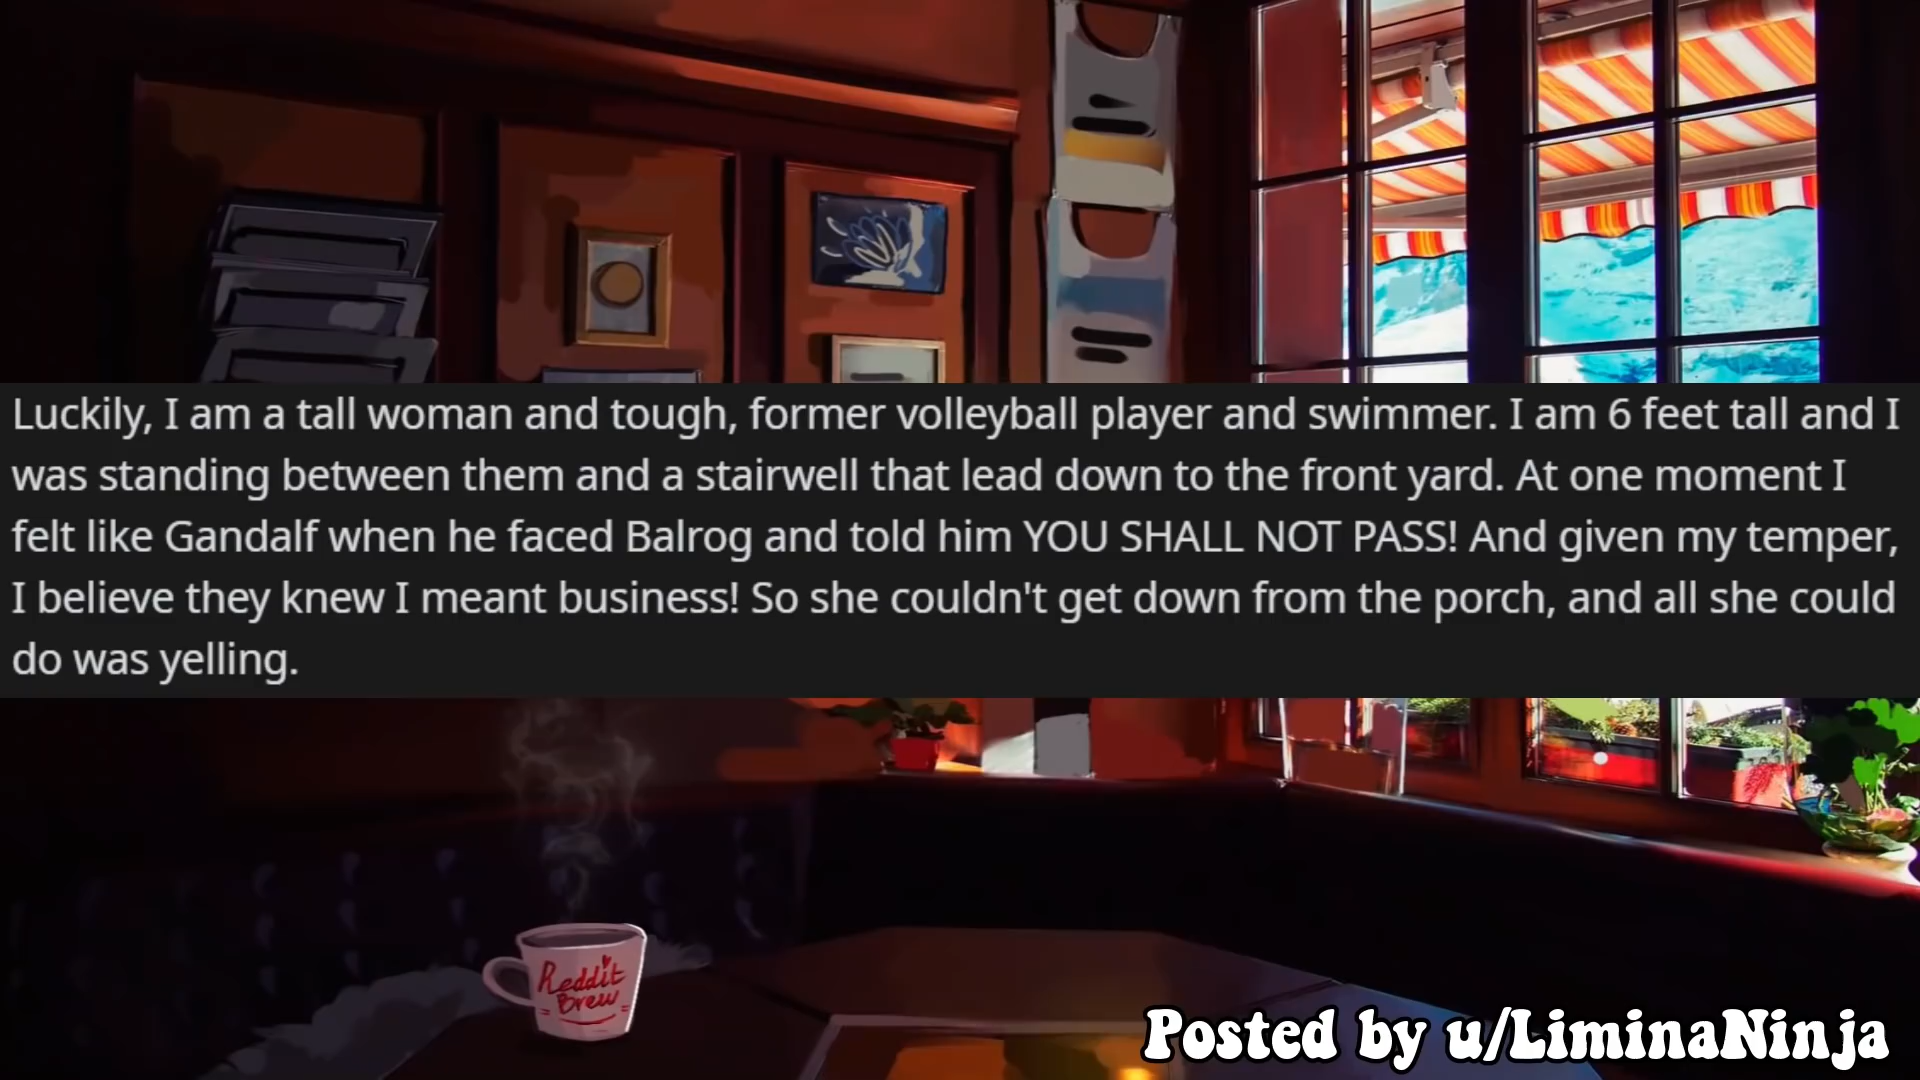 Luckily, I am a tall woman and tough, former volleyball player and swimmer. I am 6 feet tall and I
was standing between them and a stairwell that lead down to the front yard. At one moment I
felt like Gandalf when he faced Balrog and told him YOU SHALL NOT PASS! And given my temper,
I believe they knew I meant business! So she couldn't get down from the porch, and all she could
do was yelling.
Reddit
Brew
Posted by u/LiminaNinja